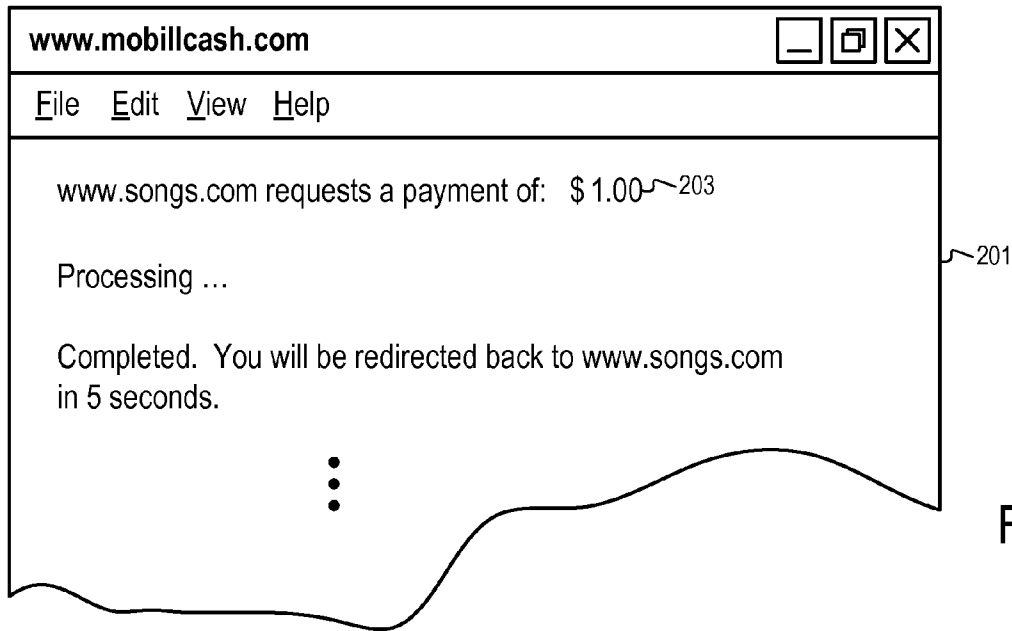 www.mobillcash.com
File Edit View Help
www.songs.com requests a payment of: $ 1.00 203
201
Processing ...
Completed. You will be redirected back to www.songs.com
in 5 seconds.
F